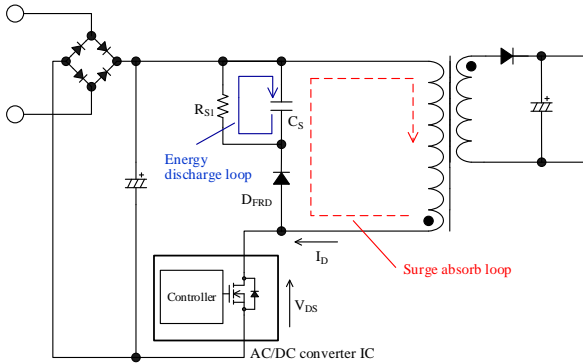 +
R_S1
C_S
+
Energy
discharge loop
D_FRD
I_D
Surge absorb loop
Controller
V_DS
AC/DC converter IC